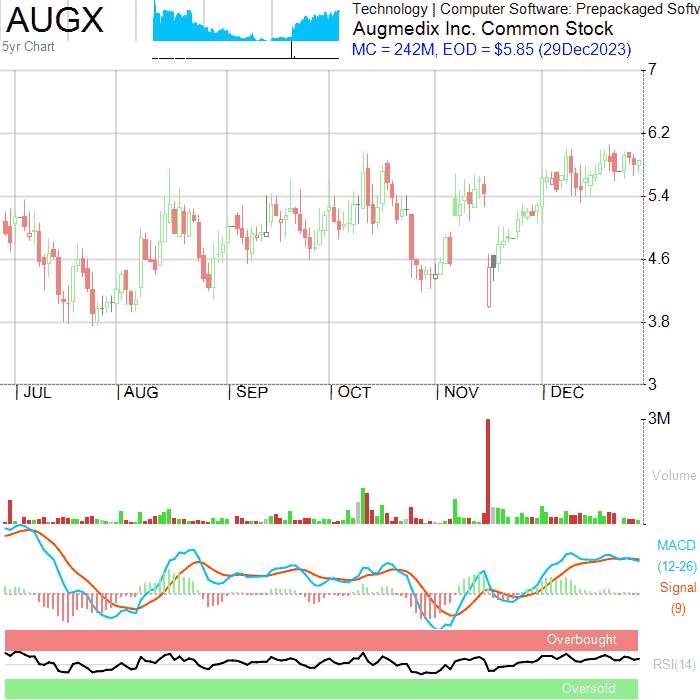 AUGX
5yr Chart
Technology | Computer Software: Prepackaged Softw
Augmedix Inc. Common Stock
MC = 242M, EOD = $5.85 (29Dec2023)
7
6.2
5.4
4.6
3.8
3
JUL AUG SEP OCT NOV DEC
3M
Volume
MACD
(12-26)
Signal
(9)
Overbought
RSI(14)
Oversold